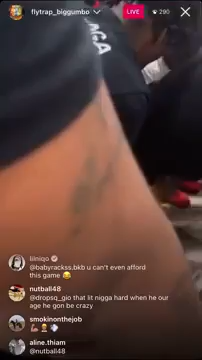 flytrap_biggumbo
LIVE
290
AGA
liiniqo
@babyrackss.bkb u can't even afford
this game 😂
nutball48
@dropsq_gio that lit nigga hard when he our
age he gon be crazy
smokinonthejob
💪🏽🤦🏽💨
aline.thiam
@nutball48